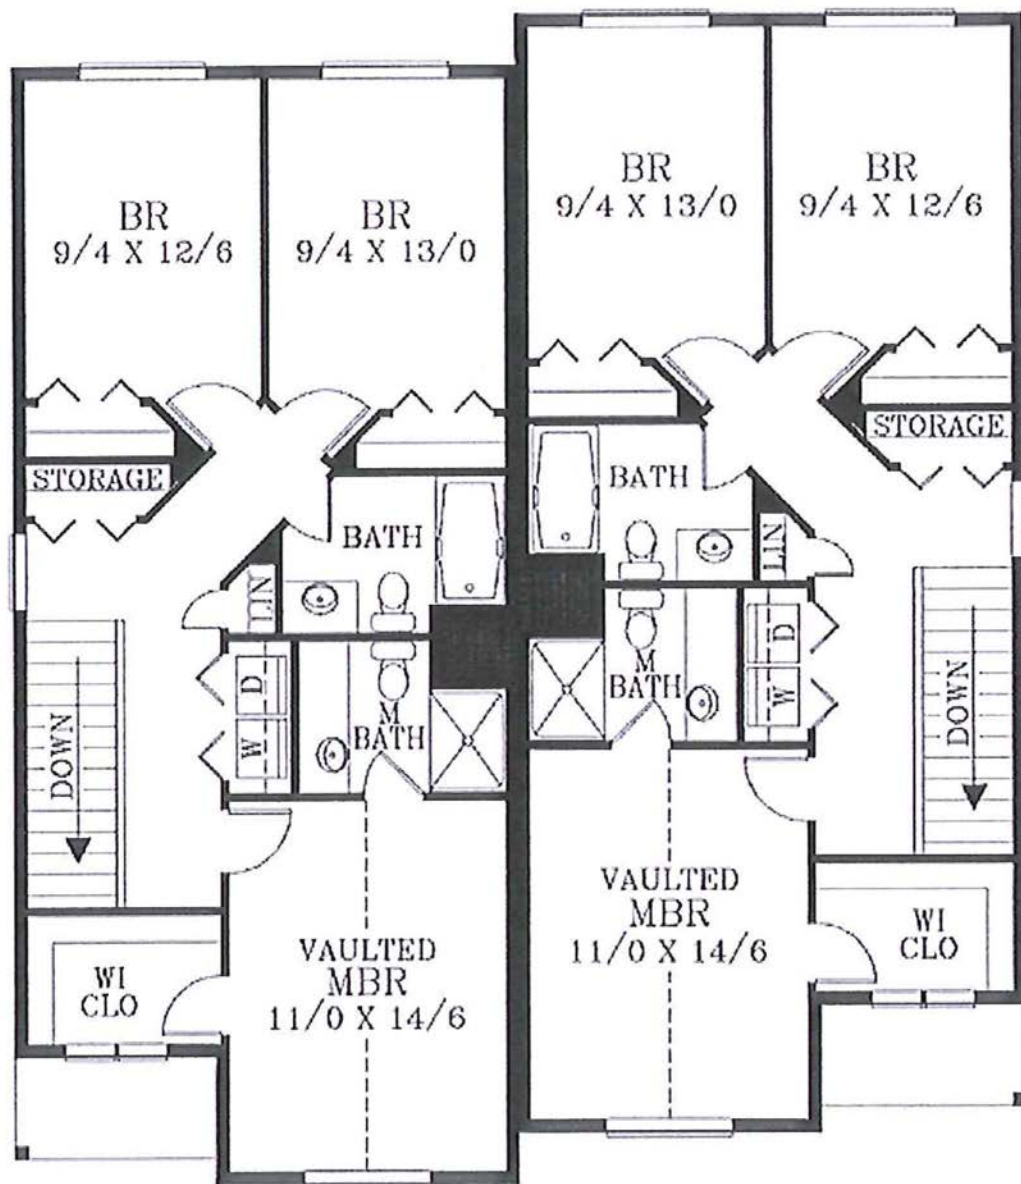 BR
9/4 X 12/6
BR
9/4 X 13/0
BR
9/4 X 13/0
BR
9/4 X 12/6
STORAGE
BATH
LIN
D
W
M
BATH
DOWN
VAULTED
MBR
11/0 X 14/6
WI
CLO
BATH
STORAGE
LIN
D
W
M
BATH
DOWN
VAULTED
MBR
11/0 X 14/6
WI
CLO